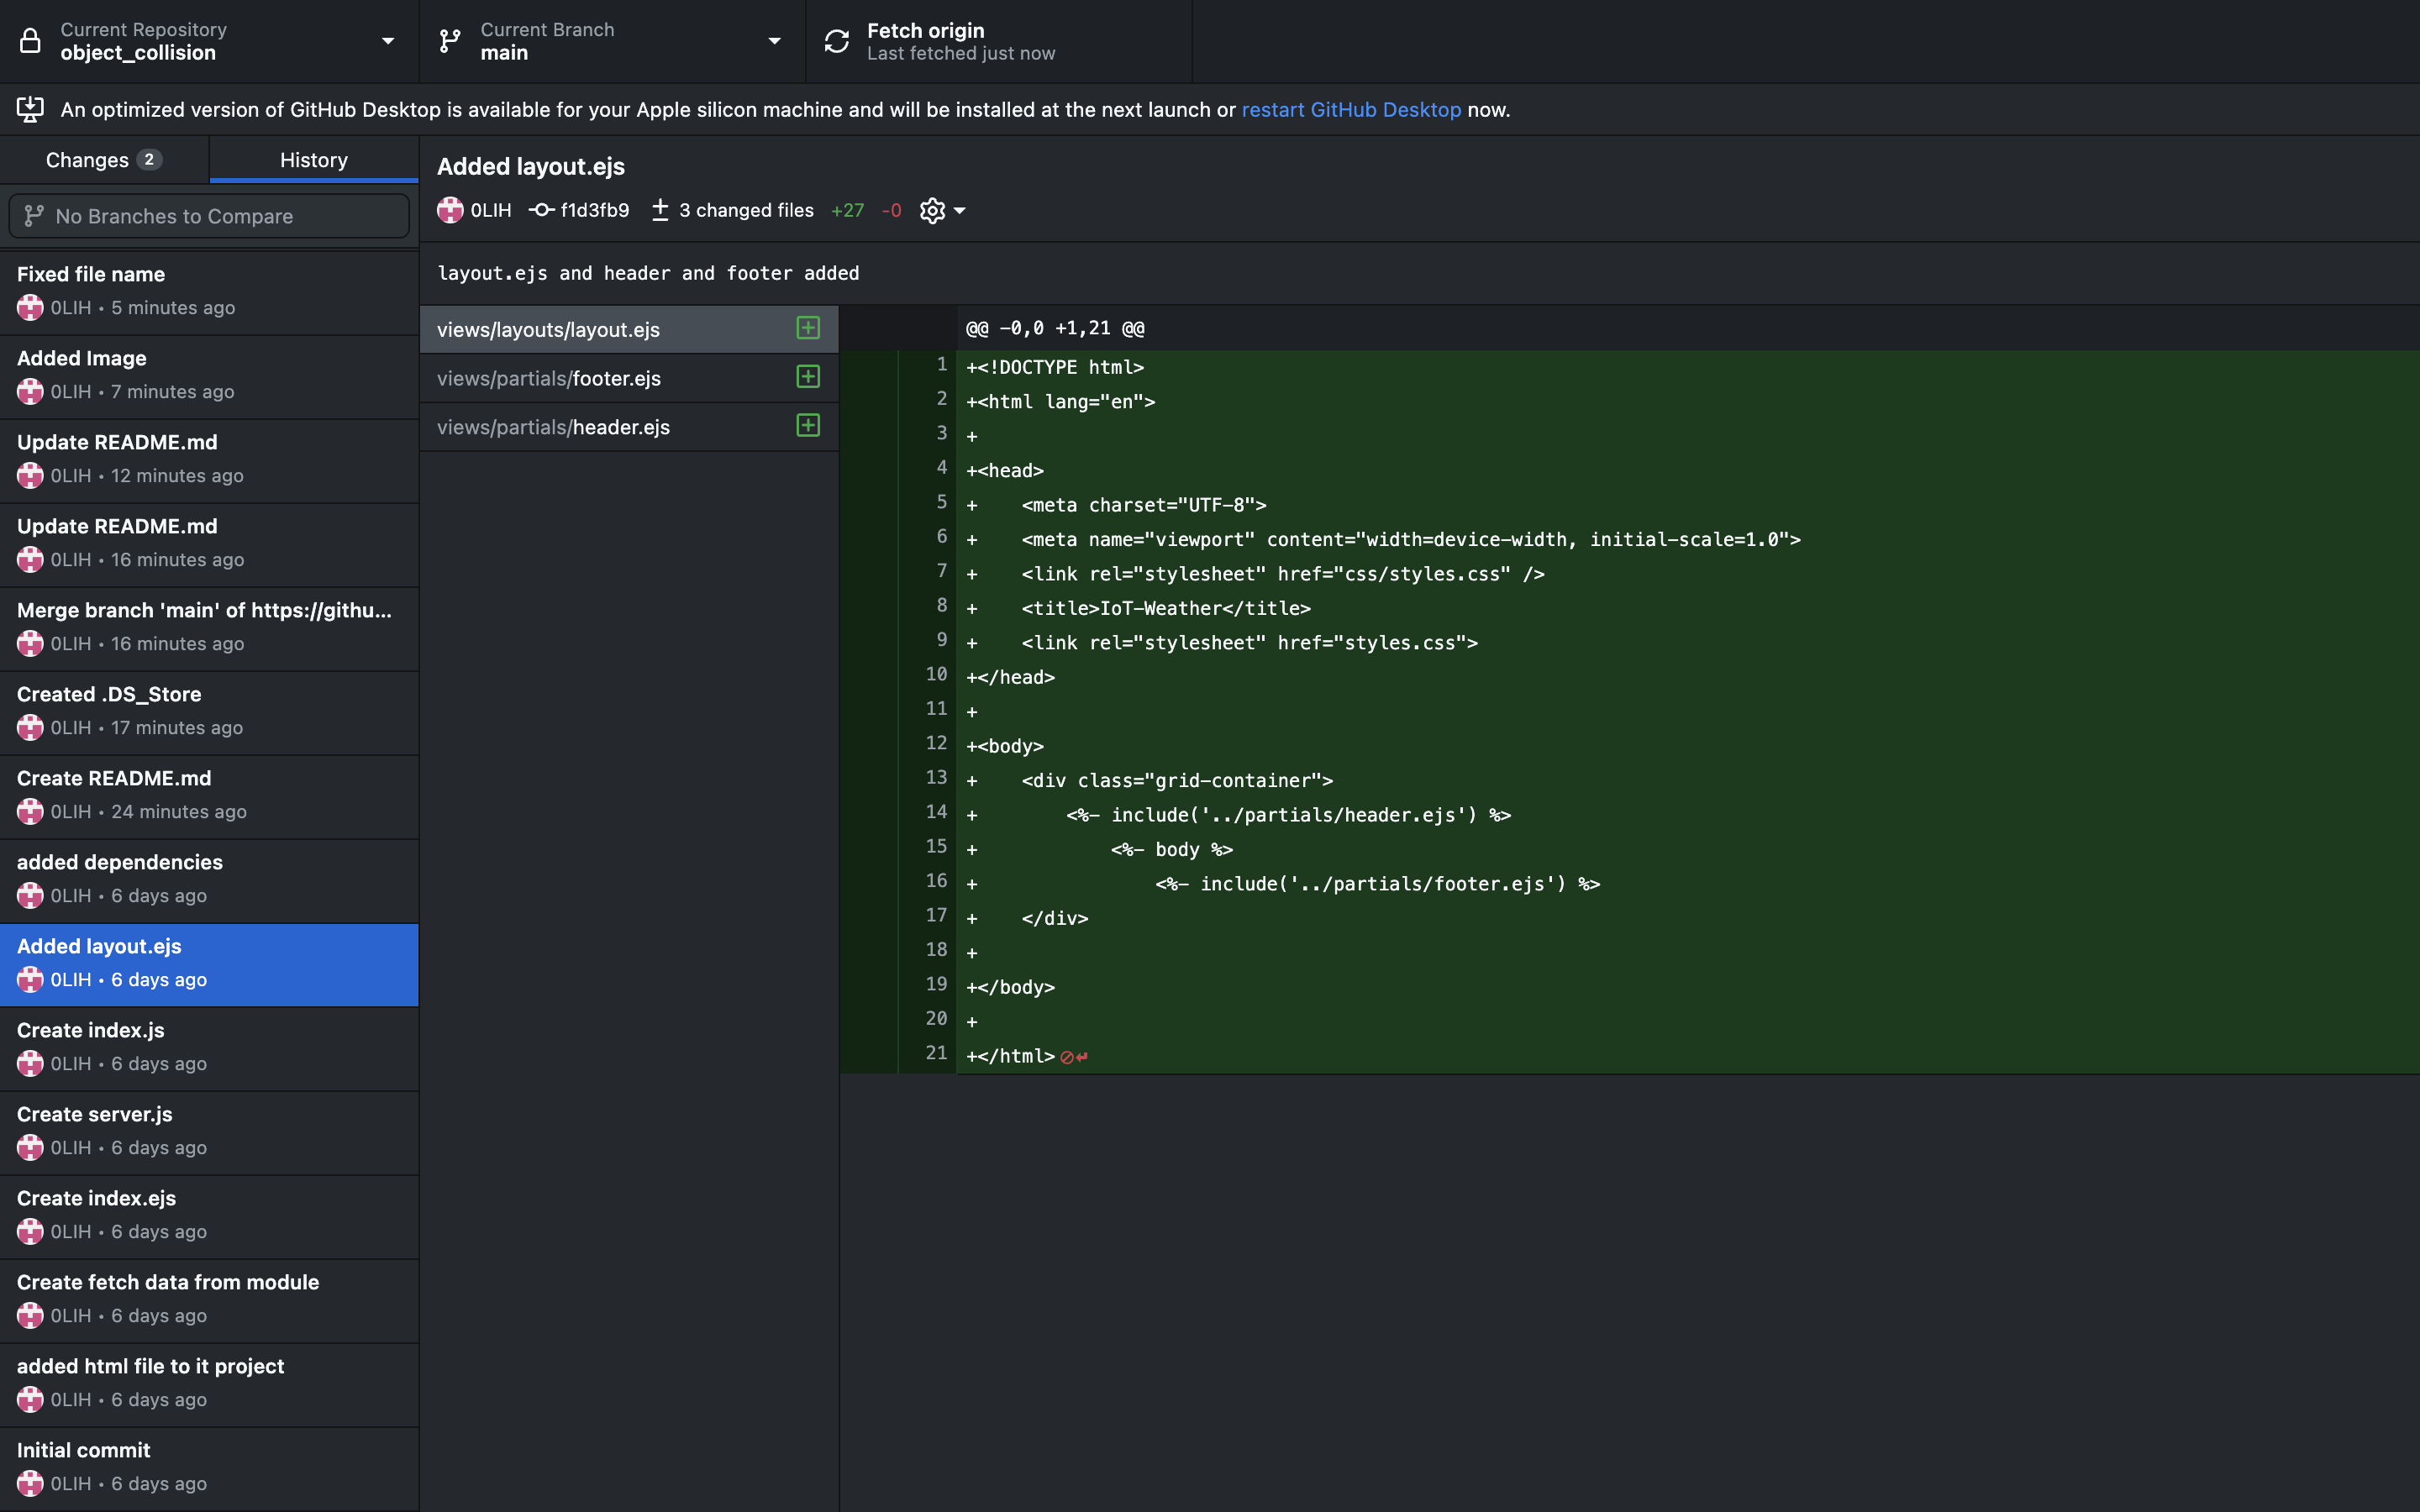 Current Repository
object_collision
Current Branch
main
Fetch origin
Last fetched just now
An optimized version of GitHub Desktop is available for your Apple silicon machine and will be installed at the next launch or restart GitHub Desktop now.
Changes 2
History
No Branches to Compare
Fixed file name
0LIH • 5 minutes ago
Added Image
0LIH • 7 minutes ago
Update README.md
0LIH • 12 minutes ago
Update README.md
0LIH • 16 minutes ago
Merge branch 'main' of https://githu...
0LIH • 16 minutes ago
Created .DS_Store
0LIH • 17 minutes ago
Create README.md
0LIH • 24 minutes ago
added dependencies
0LIH • 6 days ago
Added layout.ejs
0LIH • 6 days ago
Create index.js
0LIH • 6 days ago
Create server.js
0LIH • 6 days ago
Create index.ejs
0LIH • 6 days ago
Create fetch data from module
0LIH • 6 days ago
added html file to it project
0LIH • 6 days ago
Initial commit
0LIH • 6 days ago
Added layout.ejs
0LIH f1d3fb9 3 changed files +27 -0
layout.ejs and header and footer added
views/layouts/layout.ejs
views/partials/footer.ejs
views/partials/header.ejs
@@ -0,0 +1,21 @@
1 +<!DOCTYPE html>
2 +<html lang="en">
3 +
4 +<head>
5 +    <meta charset="UTF-8">
6 +    <meta name="viewport" content="width=device-width, initial-scale=1.0">
7 +    <link rel="stylesheet" href="css/styles.css" />
8 +    <title>IoT-Weather</title>
9 +    <link rel="stylesheet" href="styles.css">
10 +</head>
11 +
12 +<body>
13 +    <div class="grid-container">
14 +        <%- include('../partials/header.ejs') %>
15 +            <%- body %>
16 +                <%- include('../partials/footer.ejs') %>
17 +    </div>
18 +
19 +</body>
20 +
21 +</html>